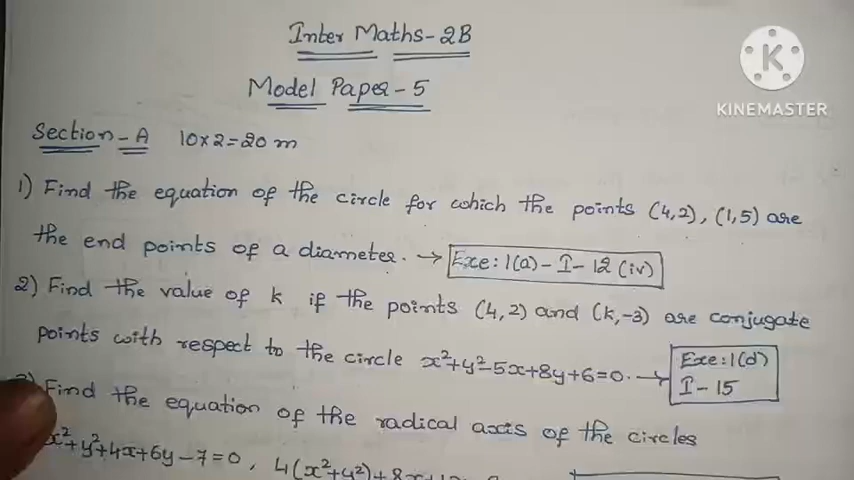 Inter Maths-2B
Model Paper-5
KINEMASTER
Section-A 10x2=20 m
1) Find the equation of the circle for which the points (4,2), (1,5) are
the end points of a diameter. → Exe: 1(a) - I - 12 (iv)
2) Find the value of k if the points (4,2) and (k,-3) are conjugate
points with respect to the circle x²+y²-5x+8y+6=0. → Exe: 1(d)
I-15
Find the equation of the radical axis of the circles
x²+y²+4x+6y-7=0, 4(x²+y²)+8x+